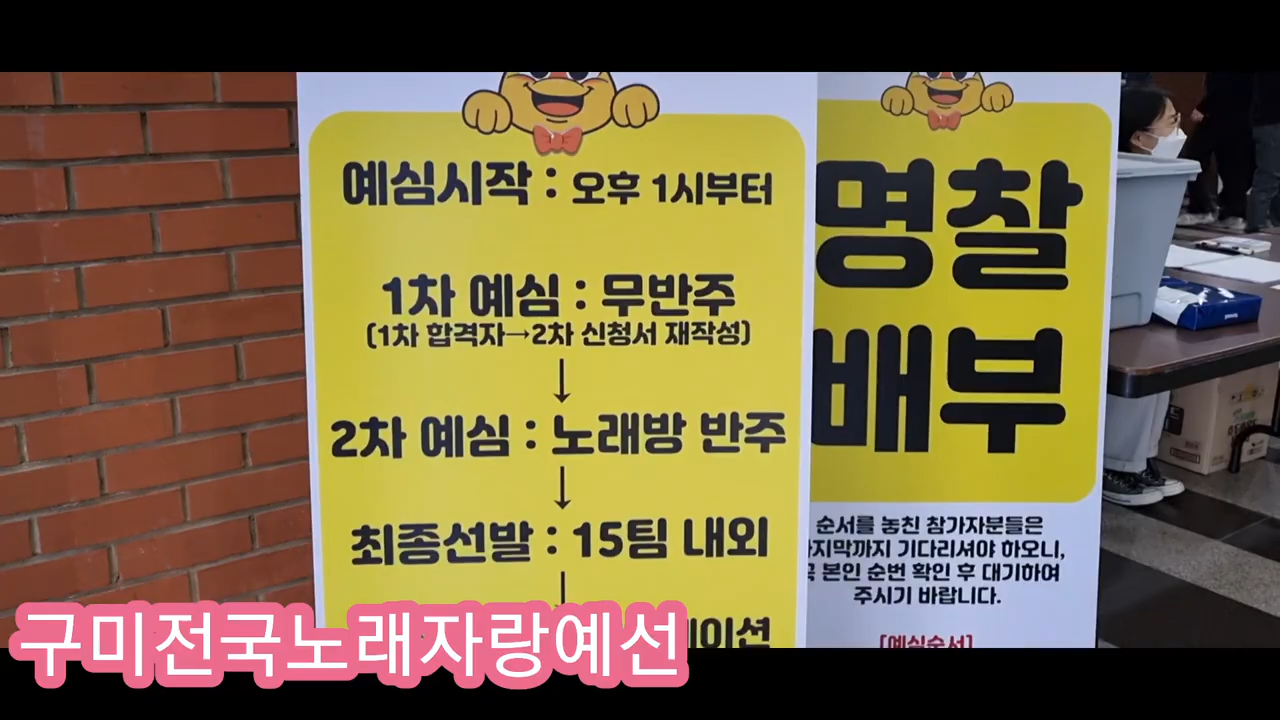 예심시작 : 오후 1시부터
1차 예심 : 무반주
(1차 합격자→2차 신청서 재작성)
2차 예심 : 노래방 반주
최종선발 : 15팀 내외
명찰
배부
순서를 놓친 참가자분들은
기다리셔야 하오니,
본인 순번 확인 후 대기하여
주시기 바랍니다.
[예심순서]
구미전국노래자랑예선